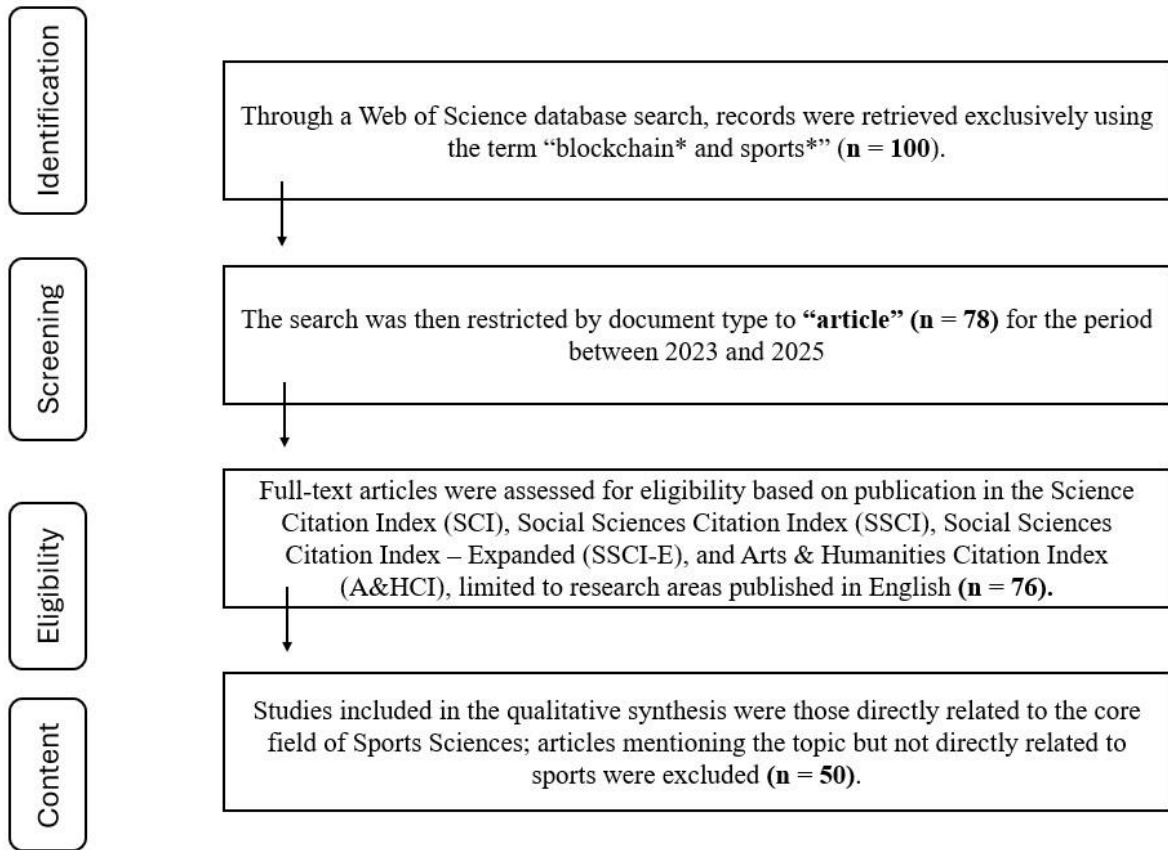 Identification
Through a Web of Science database search, records were retrieved exclusively using
the term “blockchain* and sports*” (n = 100).
Screening
The search was then restricted by document type to “article” (n = 78) for the period
between 2023 and 2025
Eligibility
Full-text articles were assessed for eligibility based on publication in the Science
Citation Index (SCI), Social Sciences Citation Index (SSCI), Social Sciences
Citation Index – Expanded (SSCI-E), and Arts & Humanities Citation Index
(A&HCI), limited to research areas published in English (n = 76).
Content
Studies included in the qualitative synthesis were those directly related to the core
field of Sports Sciences; articles mentioning the topic but not directly related to
sports were excluded (n = 50).